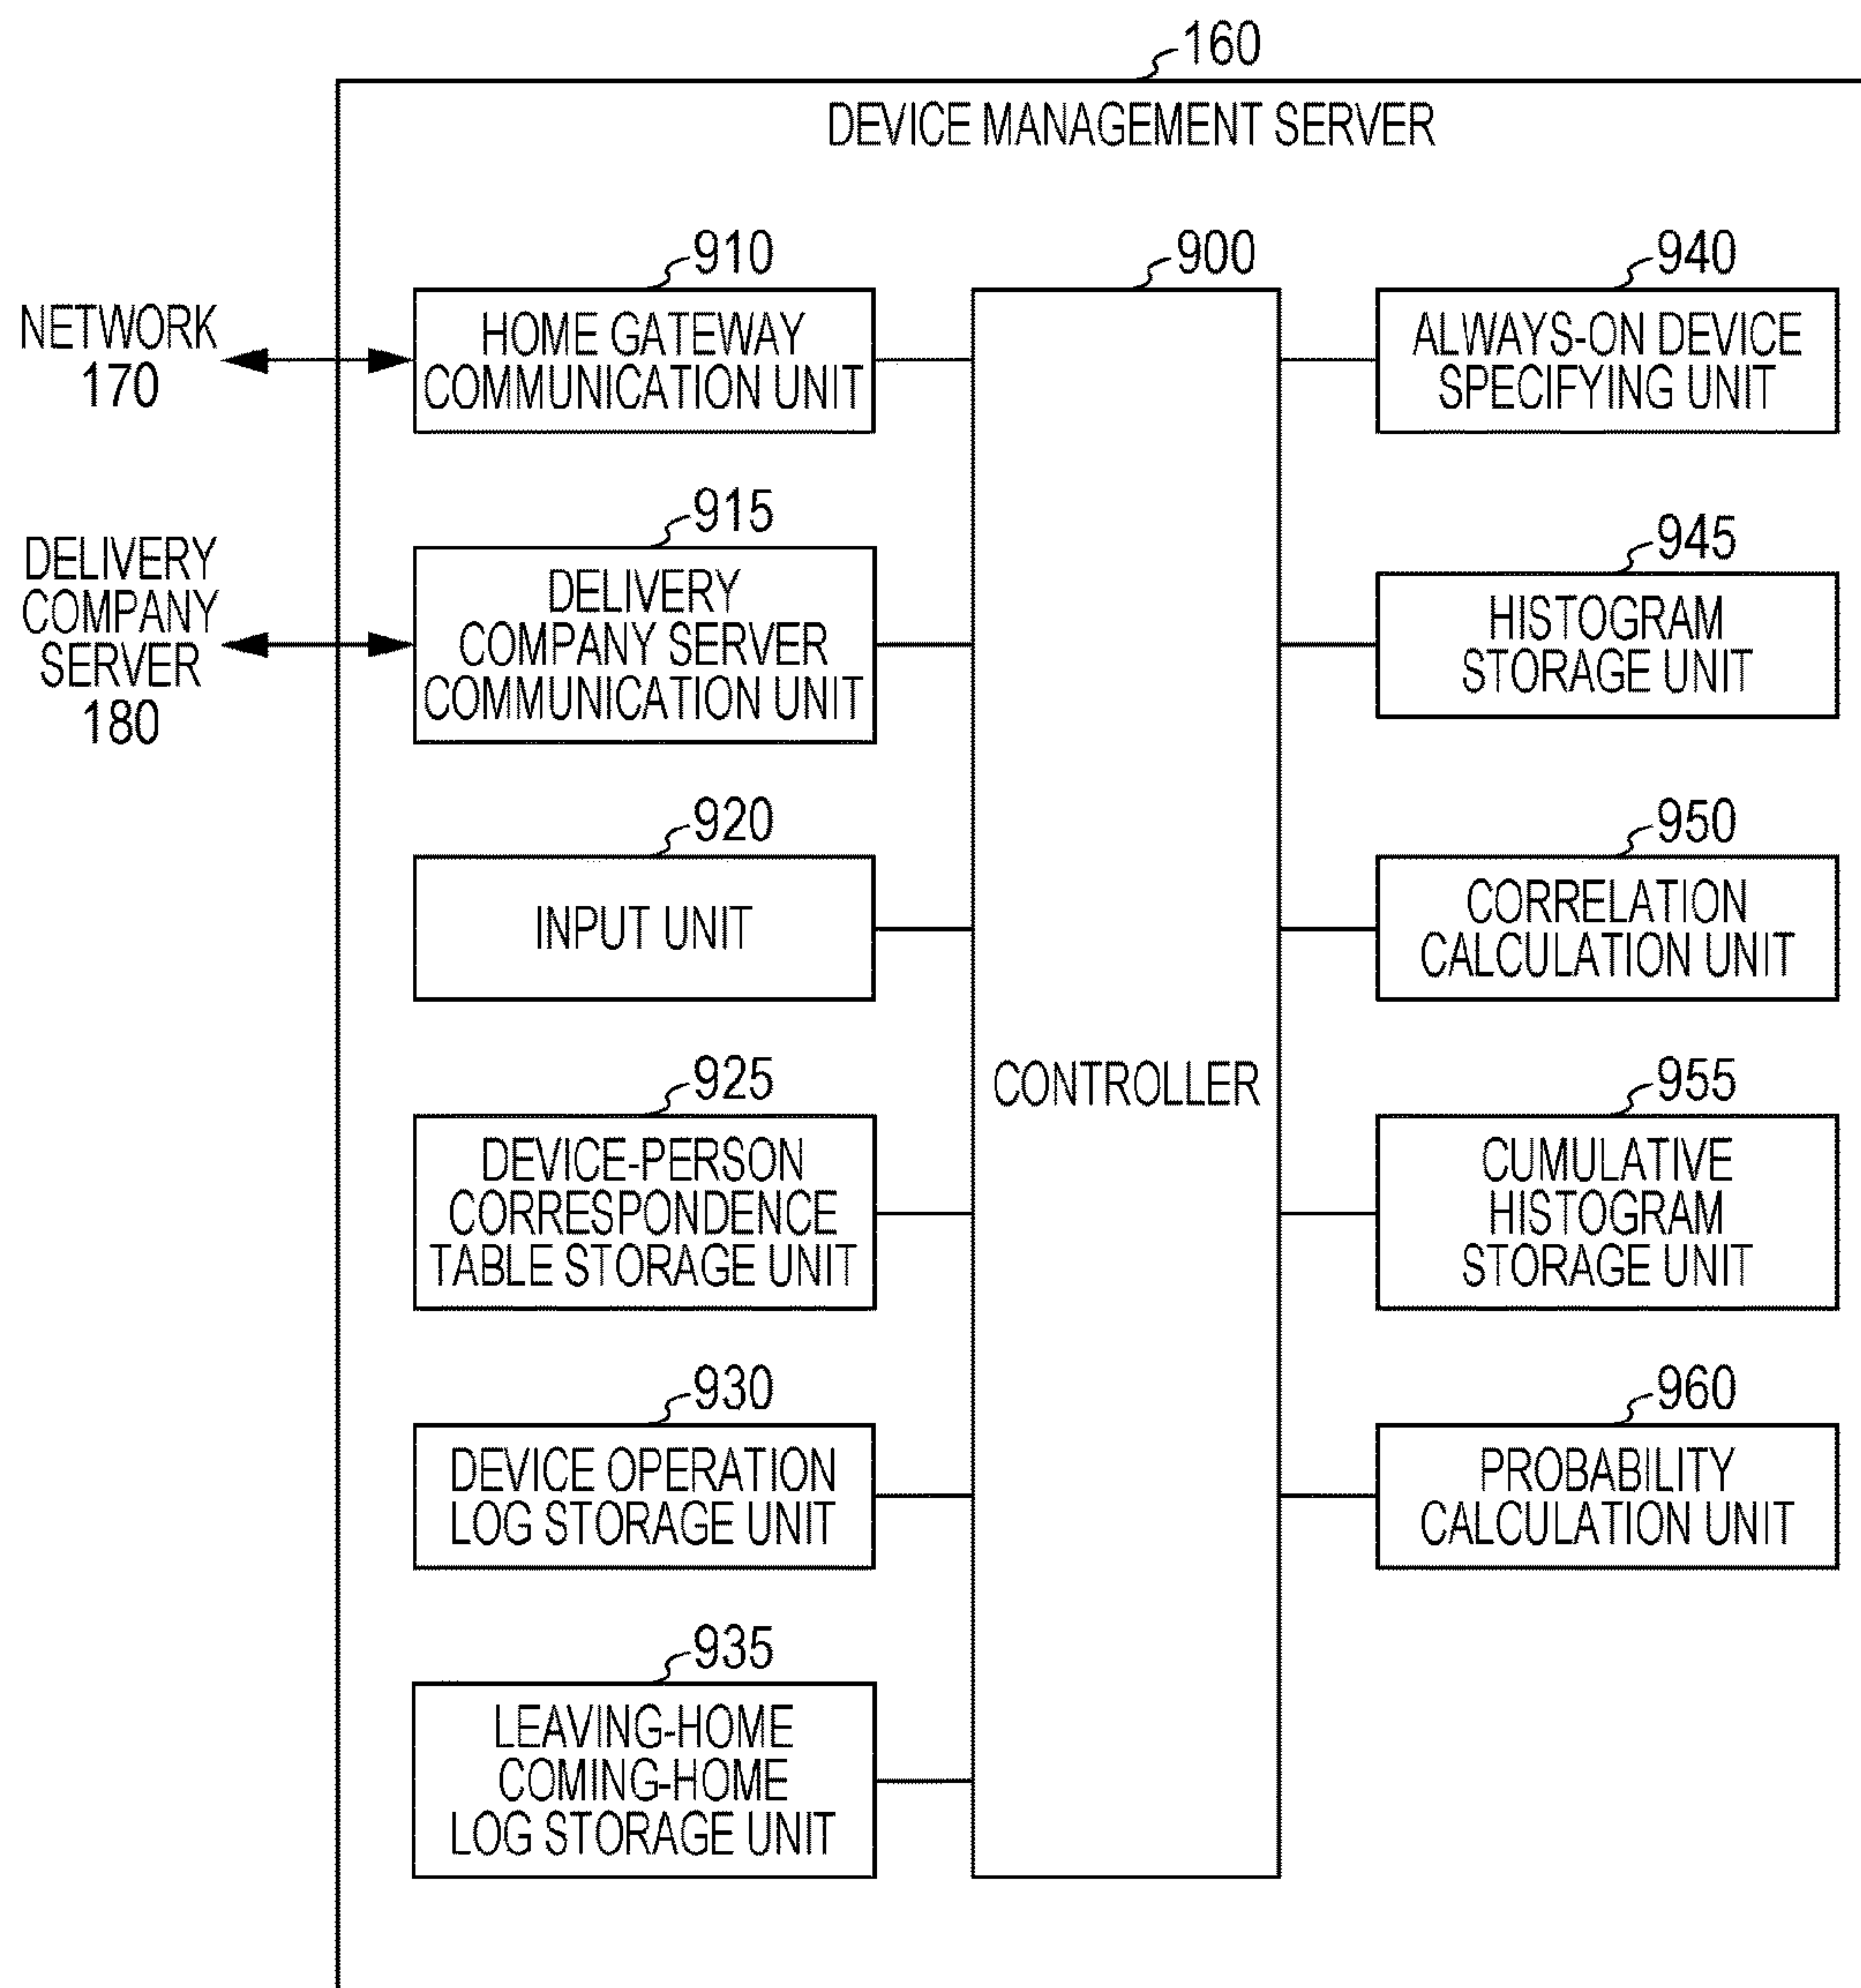 160
DEVICE MANAGEMENT SERVER
NETWORK
170
910
HOME GATEWAY
COMMUNICATION UNIT
DELIVERY
COMPANY
SERVER
180
915
DELIVERY
COMPANY SERVER
COMMUNICATION UNIT
920
INPUT UNIT
925
DEVICE-PERSON
CORRESPONDENCE
TABLE STORAGE UNIT
930
DEVICE OPERATION
LOG STORAGE UNIT
935
LEAVING-HOME
COMING-HOME
LOG STORAGE UNIT
900
CONTROLLER
940
ALWAYS-ON DEVICE
SPECIFYING UNIT
945
HISTOGRAM
STORAGE UNIT
950
CORRELATION
CALCULATION UNIT
955
CUMULATIVE
HISTOGRAM
STORAGE UNIT
960
PROBABILITY
CALCULATION UNIT